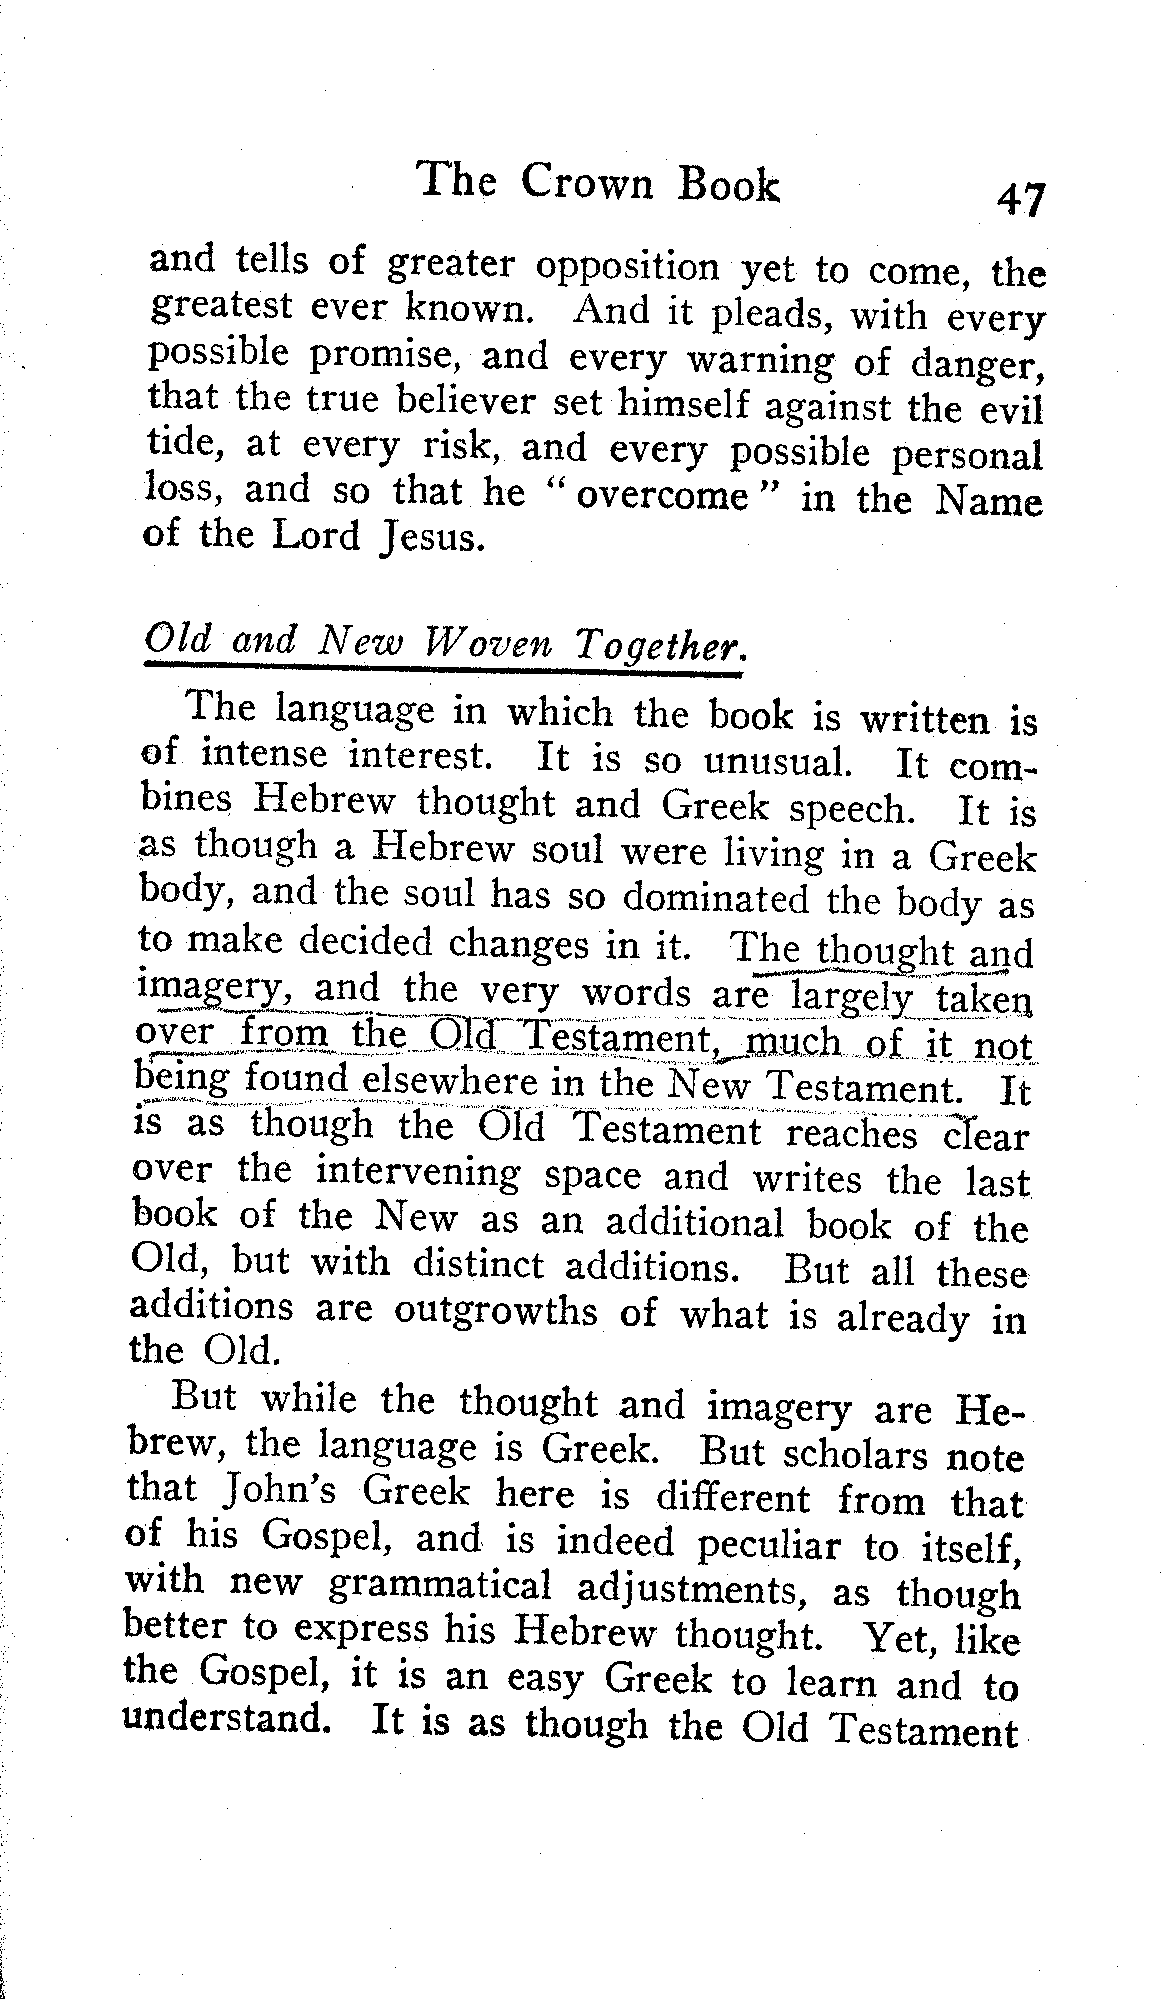 The Crown Book 47
and tells of greater opposition yet to come, the
greatest ever known. And it pleads, with every
possible promise, and every warning of danger,
that the true believer set himself against the evil
tide, at every risk, and every possible personal
loss, and so that he " overcome " in the Name
of the Lord Jesus.
Old and New Woven Together.
The language in which the book is written is
of intense interest. It is so unusual. It com-
bines Hebrew thought and Greek speech. It is
as though a Hebrew soul were living in a Greek
body, and the soul has so dominated the body as
to make decided changes in it. The thought and
imagery, and the very words are largely taken
over from the Old Testament, much of it not
being found elsewhere in the New Testament. It
is as though the Old Testament reaches clear
over the intervening space and writes the last
book of the New as an additional book of the
Old, but with distinct additions. But all these
additions are outgrowths of what is already in
the Old.
But while the thought and imagery are He-
brew, the language is Greek. But scholars note
that John's Greek here is different from that
of his Gospel, and is indeed peculiar to itself,
with new grammatical adjustments, as though
better to express his Hebrew thought. Yet, like
the Gospel, it is an easy Greek to learn and to
understand. It is as though the Old Testament